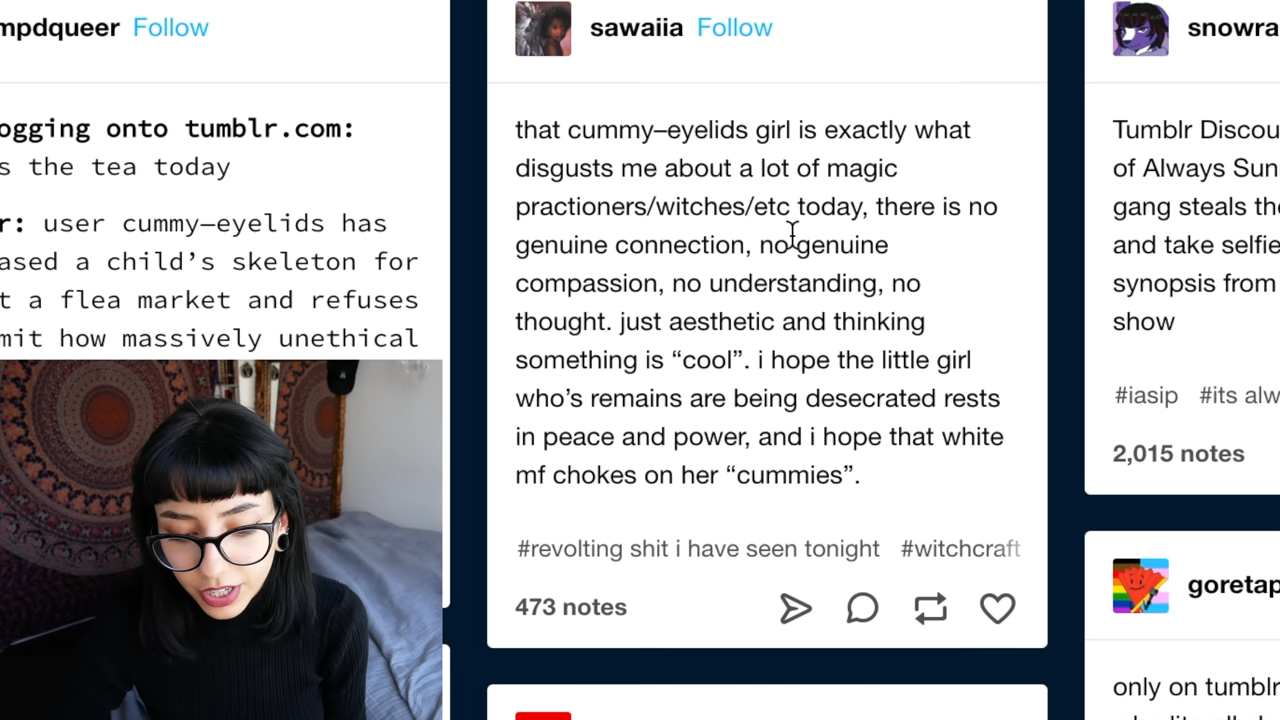 mpdqueer Follow
ogging onto tumblr.com:
s the tea today
r: user cummy–eyelids has
ased a child’s skeleton for
t a flea market and refuses
mit how massively unethical
sawaiia Follow
that cummy–eyelids girl is exactly what
disgusts me about a lot of magic
practioners/witches/etc today, there is no
genuine connection, no genuine
compassion, no understanding, no
thought. just aesthetic and thinking
something is “cool”. i hope the little girl
who’s remains are being desecrated rests
in peace and power, and i hope that white
mf chokes on her “cummies”.
#revolting shit i have seen tonight #witchcraft
473 notes
snowra
Tumblr Discou
of Always Sun
gang steals the
and take selfie
synopsis from
show
#iasip #its alw
2,015 notes
goretap
only on tumblr